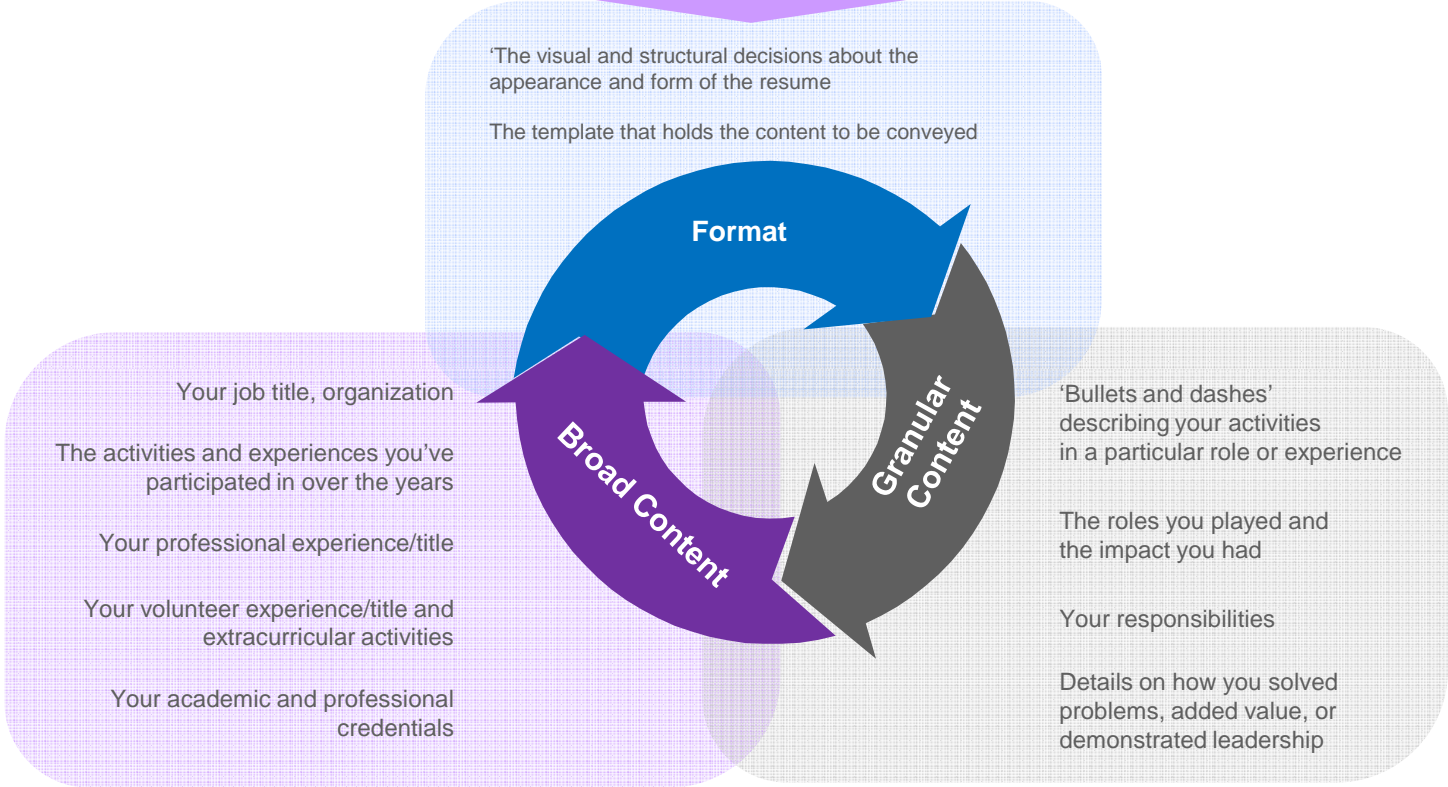 ‘The visual and structural decisions about the
appearance and form of the resume
The template that holds the content to be conveyed
Format
Granular
Content
Broad Content
Your job title, organization
The activities and experiences you’ve
participated in over the years
Your professional experience/title
Your volunteer experience/title and
extracurricular activities
Your academic and professional
credentials
‘Bullets and dashes’
describing your activities
in a particular role or experience
The roles you played and
the impact you had
Your responsibilities
Details on how you solved
problems, added value, or
demonstrated leadership